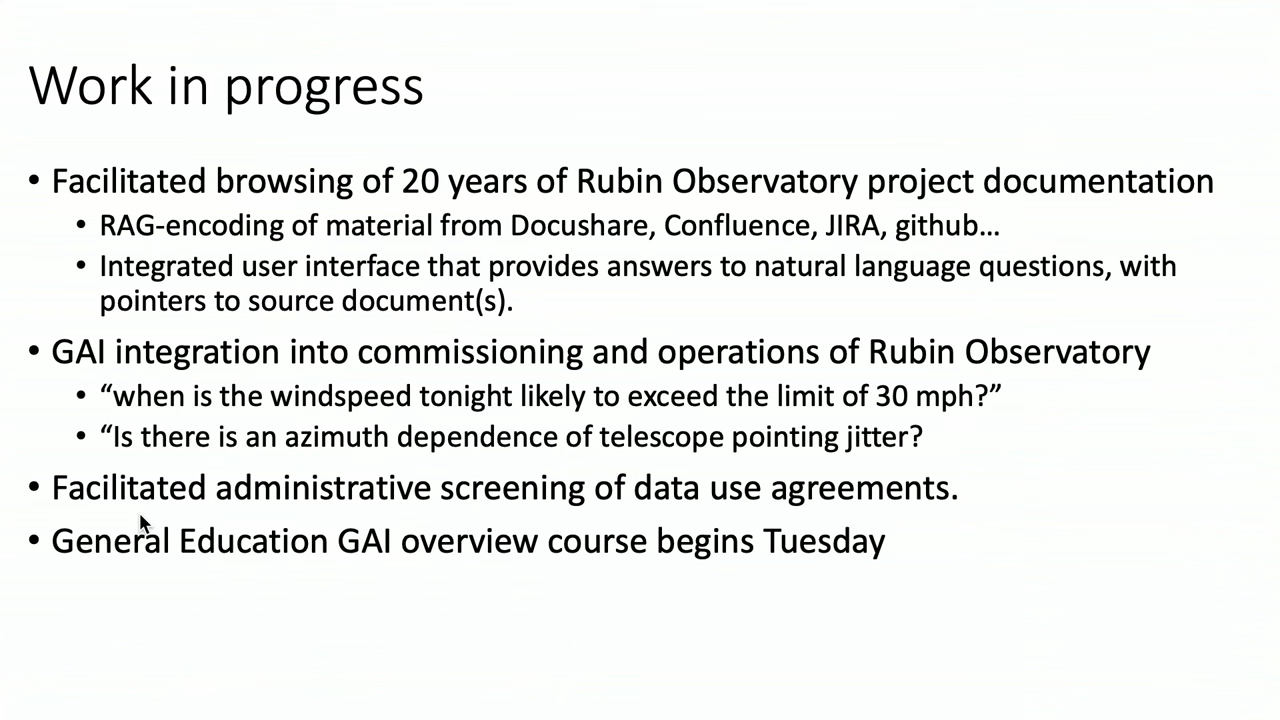 Work in progress
• Facilitated browsing of 20 years of Rubin Observatory project documentation
• RAG-encoding of material from Docushare, Confluence, JIRA, github…
• Integrated user interface that provides answers to natural language questions, with
pointers to source document(s).
• GAI integration into commissioning and operations of Rubin Observatory
• “when is the windspeed tonight likely to exceed the limit of 30 mph?”
• “Is there is an azimuth dependence of telescope pointing jitter?
• Facilitated administrative screening of data use agreements.
• General Education GAI overview course begins Tuesday